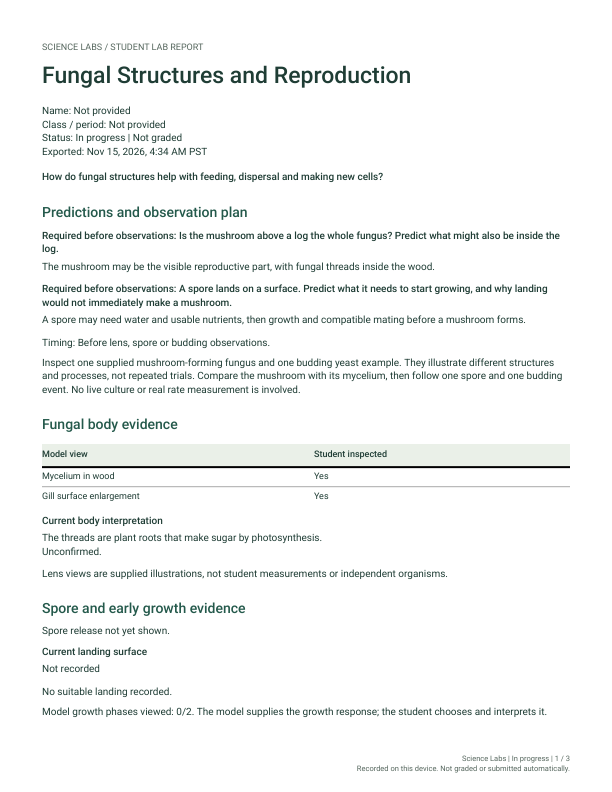 SCIENCE LABS / STUDENT LAB REPORT
Fungal Structures and Reproduction
Name: Not provided
Class / period: Not provided
Status: In progress | Not graded
Exported: Nov 15, 2026, 4:34 AM PST
How do fungal structures help with feeding, dispersal and making new cells?
Predictions and observation plan
Required before observations: Is the mushroom above a log the whole fungus? Predict what might also be inside the
log.
The mushroom may be the visible reproductive part, with fungal threads inside the wood.
Required before observations: A spore lands on a surface. Predict what it needs to start growing, and why landing
would not immediately make a mushroom.
A spore may need water and usable nutrients, then growth and compatible mating before a mushroom forms.
Timing: Before lens, spore or budding observations.
Inspect one supplied mushroom-forming fungus and one budding yeast example. They illustrate different structures
and processes, not repeated trials. Compare the mushroom with its mycelium, then follow one spore and one budding
event. No live culture or real rate measurement is involved.
Fungal body evidence
Model view Student inspected
Mycelium in wood Yes
Gill surface enlargement Yes
Current body interpretation
The threads are plant roots that make sugar by photosynthesis.
Unconfirmed.
Lens views are supplied illustrations, not student measurements or independent organisms.
Spore and early growth evidence
Spore release not yet shown.
Current landing surface
Not recorded
No suitable landing recorded.
Model growth phases viewed: 0/2. The model supplies the growth response; the student chooses and interprets it.
Science Labs | In progress | 1 / 3
Recorded on this device. Not graded or submitted automatically.